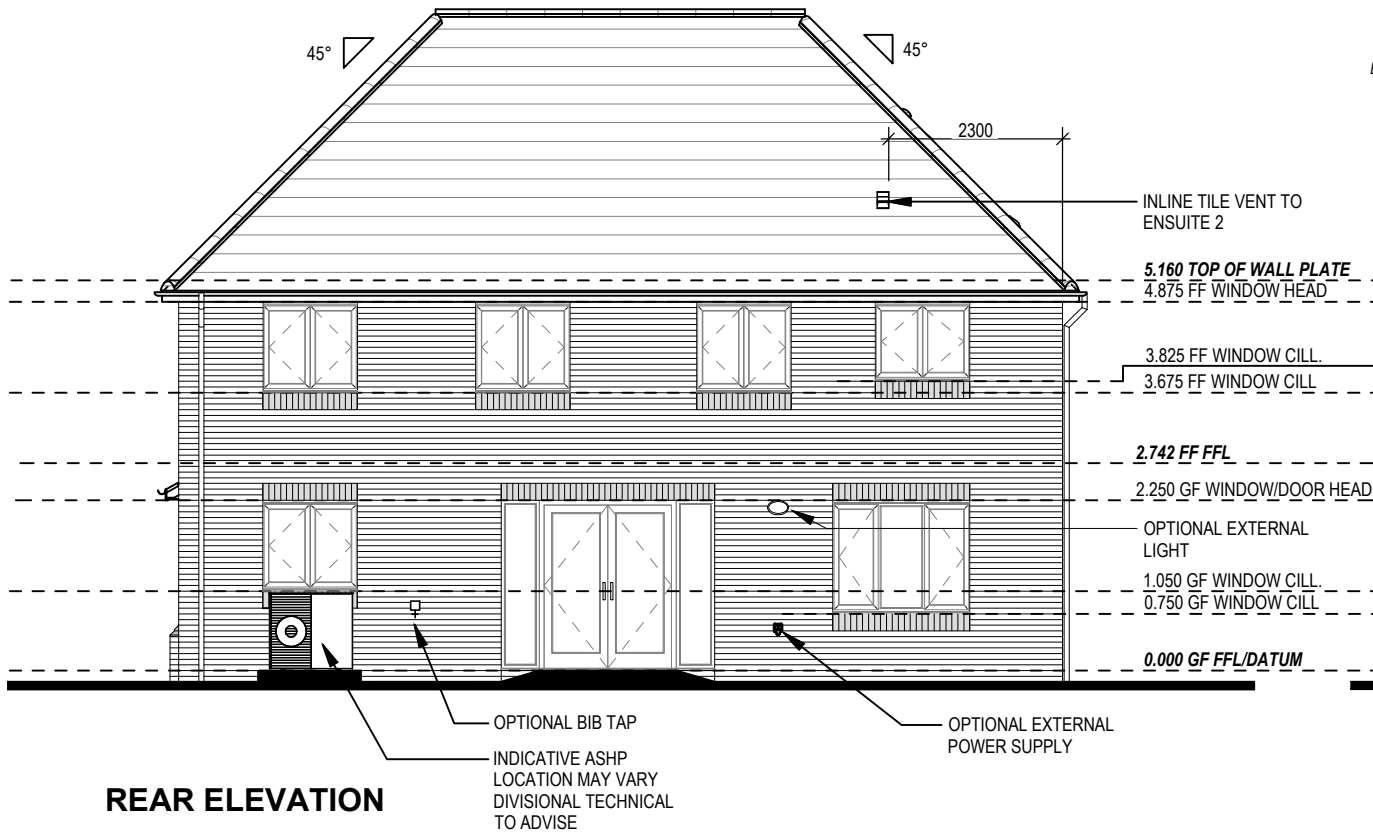 45°
45°
2300
INLINE TILE VENT TO
ENSUITE 2
5.160 TOP OF WALL PLATE
4.875 FF WINDOW HEAD
3.825 FF WINDOW CILL.
3.675 FF WINDOW CILL
2.742 FF FFL
2.250 GF WINDOW/DOOR HEAD
OPTIONAL EXTERNAL
LIGHT
1.050 GF WINDOW CILL.
0.750 GF WINDOW CILL
0.000 GF FFL/DATUM
OPTIONAL BIB TAP
OPTIONAL EXTERNAL
POWER SUPPLY
INDICATIVE ASHP
LOCATION MAY VARY
DIVISIONAL TECHNICAL
TO ADVISE
REAR ELEVATION